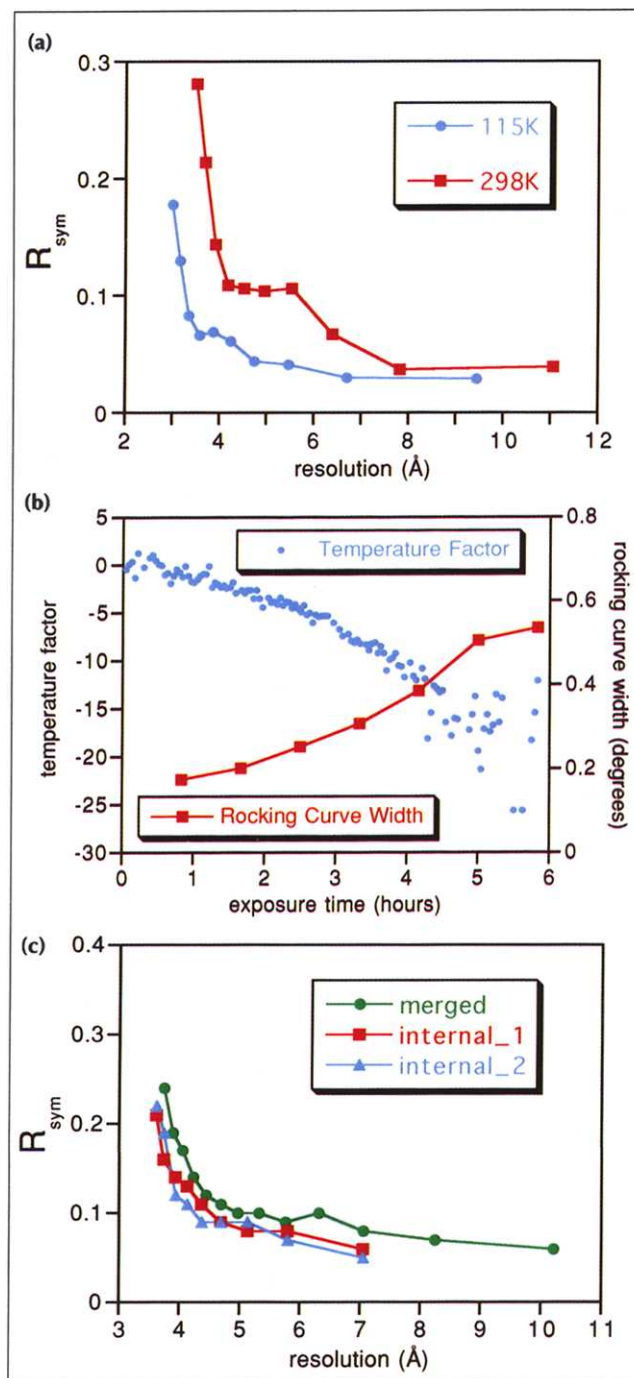 (a)
0.3
0.2
0.1
0
R sym
115K
298K
2 4 6 8 10 12
resolution (Å)
(b)
5
0
-5
-10
-15
-20
-25
-30
temperature factor
Temperature Factor
Rocking Curve Width
0.8
0.6
0.4
0.2
0
rocking curve width (degrees)
0 1 2 3 4 5 6
exposure time (hours)
(c)
0.4
0.3
0.2
0.1
0
R sym
merged
internal_1
internal_2
3 4 5 6 7 8 9 10 11
resolution (Å)